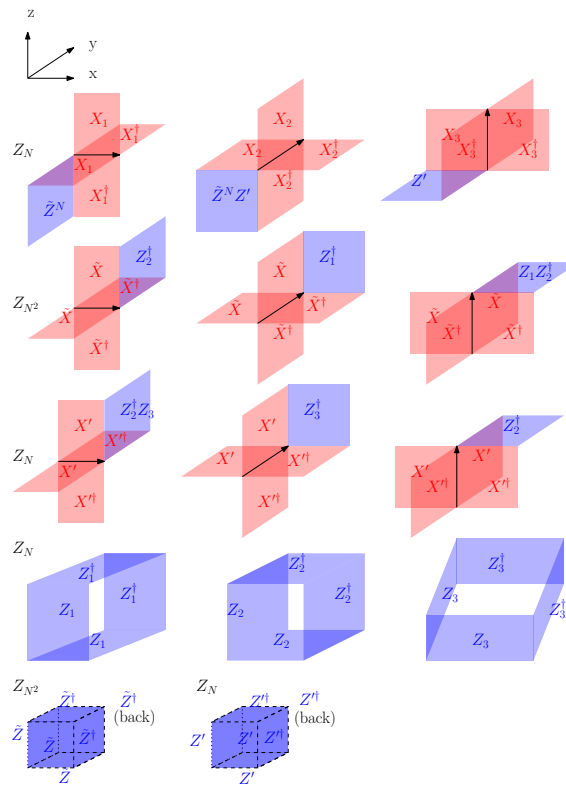 z
y
x
Z_N
X_1 X_1^† X_1 X_1^† Z̃^N
X_2 X_2 X_2^† X_2^† Z̃^N Z′
X_3 X_3 X_3^† X_3^† Z′
Z_{N^2}
X̃ Z_2^† X̃ X̃^† X̃^†
X̃ Z_1^† X̃ X̃^† X̃^†
Z_1 Z_2^† X̃ X̃ X̃^† X̃^†
Z_N
X′ Z_2^† Z_3 X′ X′^† X′^†
X′ Z_3^† X′ X′^† X′^†
Z_2^† X′ X′ X′^† X′^†
Z_N
Z_1^† Z_1^† Z_1 Z_1
Z_2^† Z_2^† Z_2 Z_2
Z_3^† Z_3 Z_3^† Z_3
Z_{N^2}
Z̃^† Z̃^†
(back)
Z̃ Z̃ Z̃^†
Z̃
Z_N
Z′^† Z′^†
(back)
Z′ Z′ Z′^†
Z′